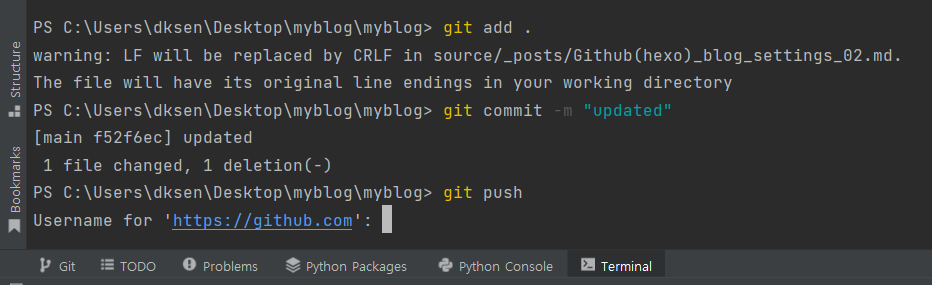 PS C:\Users\dksen\Desktop\myblog\myblog> git add .
warning: LF will be replaced by CRLF in source/_posts/Github(hexo)_blog_settings_02.md.
The file will have its original line endings in your working directory
PS C:\Users\dksen\Desktop\myblog\myblog> git commit -m "updated"
[main f52f6ec] updated
 1 file changed, 1 deletion(-)
PS C:\Users\dksen\Desktop\myblog\myblog> git push
Username for 'https://github.com':
Structure
Bookmarks
Git TODO Problems Python Packages Python Console Terminal